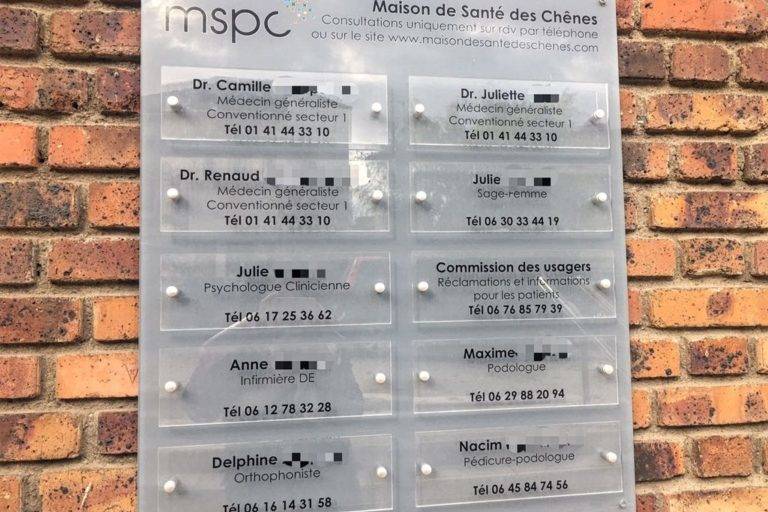 mspc
Maison de Santé des Chênes
Consultations uniquement sur rdv par téléphone
ou sur le site www.maisondesantedeschenes.com
Dr. Camille
Médecin généraliste
Conventionné secteur 1
Tél 01 41 44 33 10
Dr. Juliette
Médecin généraliste
Conventionné secteur 1
Tél 01 41 44 33 10
Dr. Renaud
Médecin généraliste
Conventionné secteur 1
Tél 01 41 44 33 10
Julie
Sage-Femme
Tél 06 30 33 44 19
Julie
Psychologue Clinicienne
Tél 06 17 25 36 62
Commission des usagers
Réclamations et informations
pour les patients
Tél 06 76 85 79 39
Anne
Infirmière DE
Tél 06 12 78 32 28
Maxime
Podologue
Tél 06 29 88 20 94
Delphine
Orthophoniste
Tél 06 16 14 31 58
Nacim
Pédicure-podologue
Tél 06 45 84 74 56